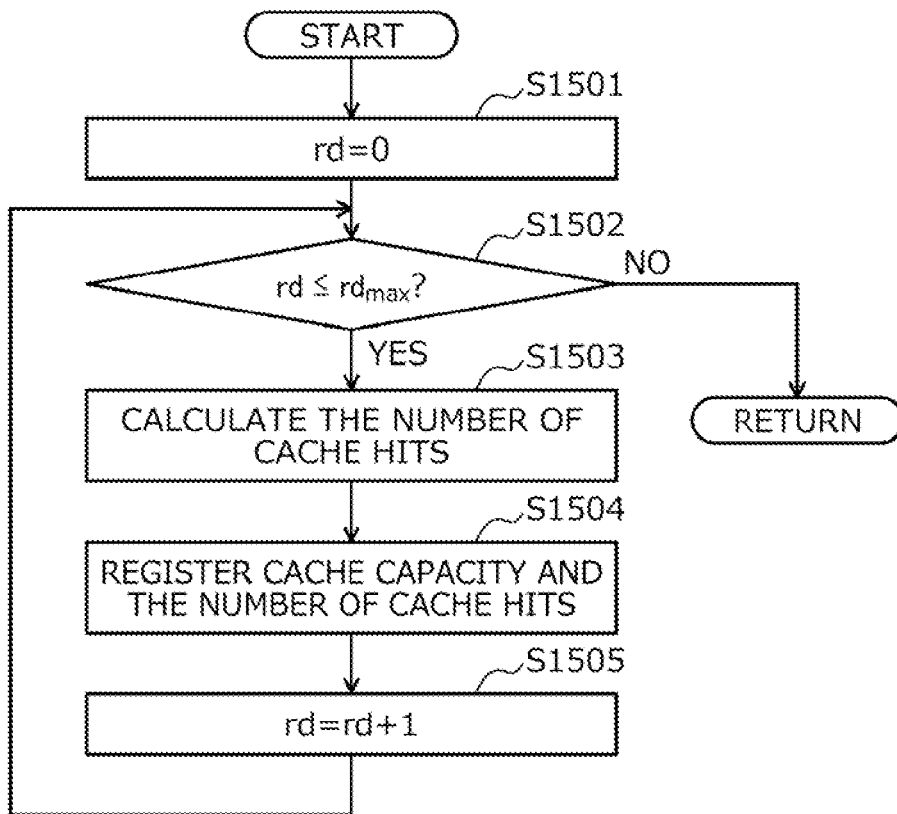 START
S1501
rd=0
S1502
rd ≦ rdmax?
NO
YES
S1503
CALCULATE THE NUMBER OF
CACHE HITS
RETURN
S1504
REGISTER CACHE CAPACITY AND
THE NUMBER OF CACHE HITS
S1505
rd=rd+1